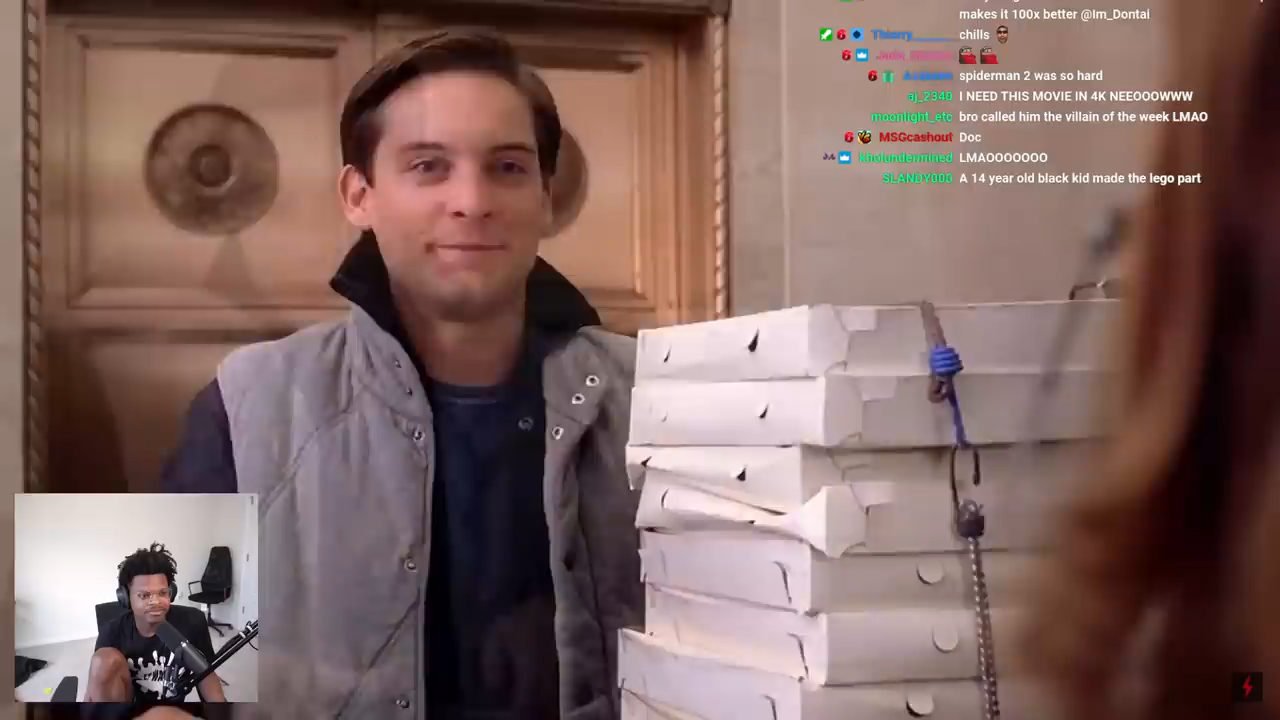 makes it 100x better @Im_Dontai
chills
spiderman 2 was so hard
aj_2340 I NEED THIS MOVIE IN 4K NEEOOOWWW
moonlight_etc bro called him the villain of the week LMAO
MSGcashout Doc
LMAOOOOOOO
SLANDY000 A 14 year old black kid made the lego part